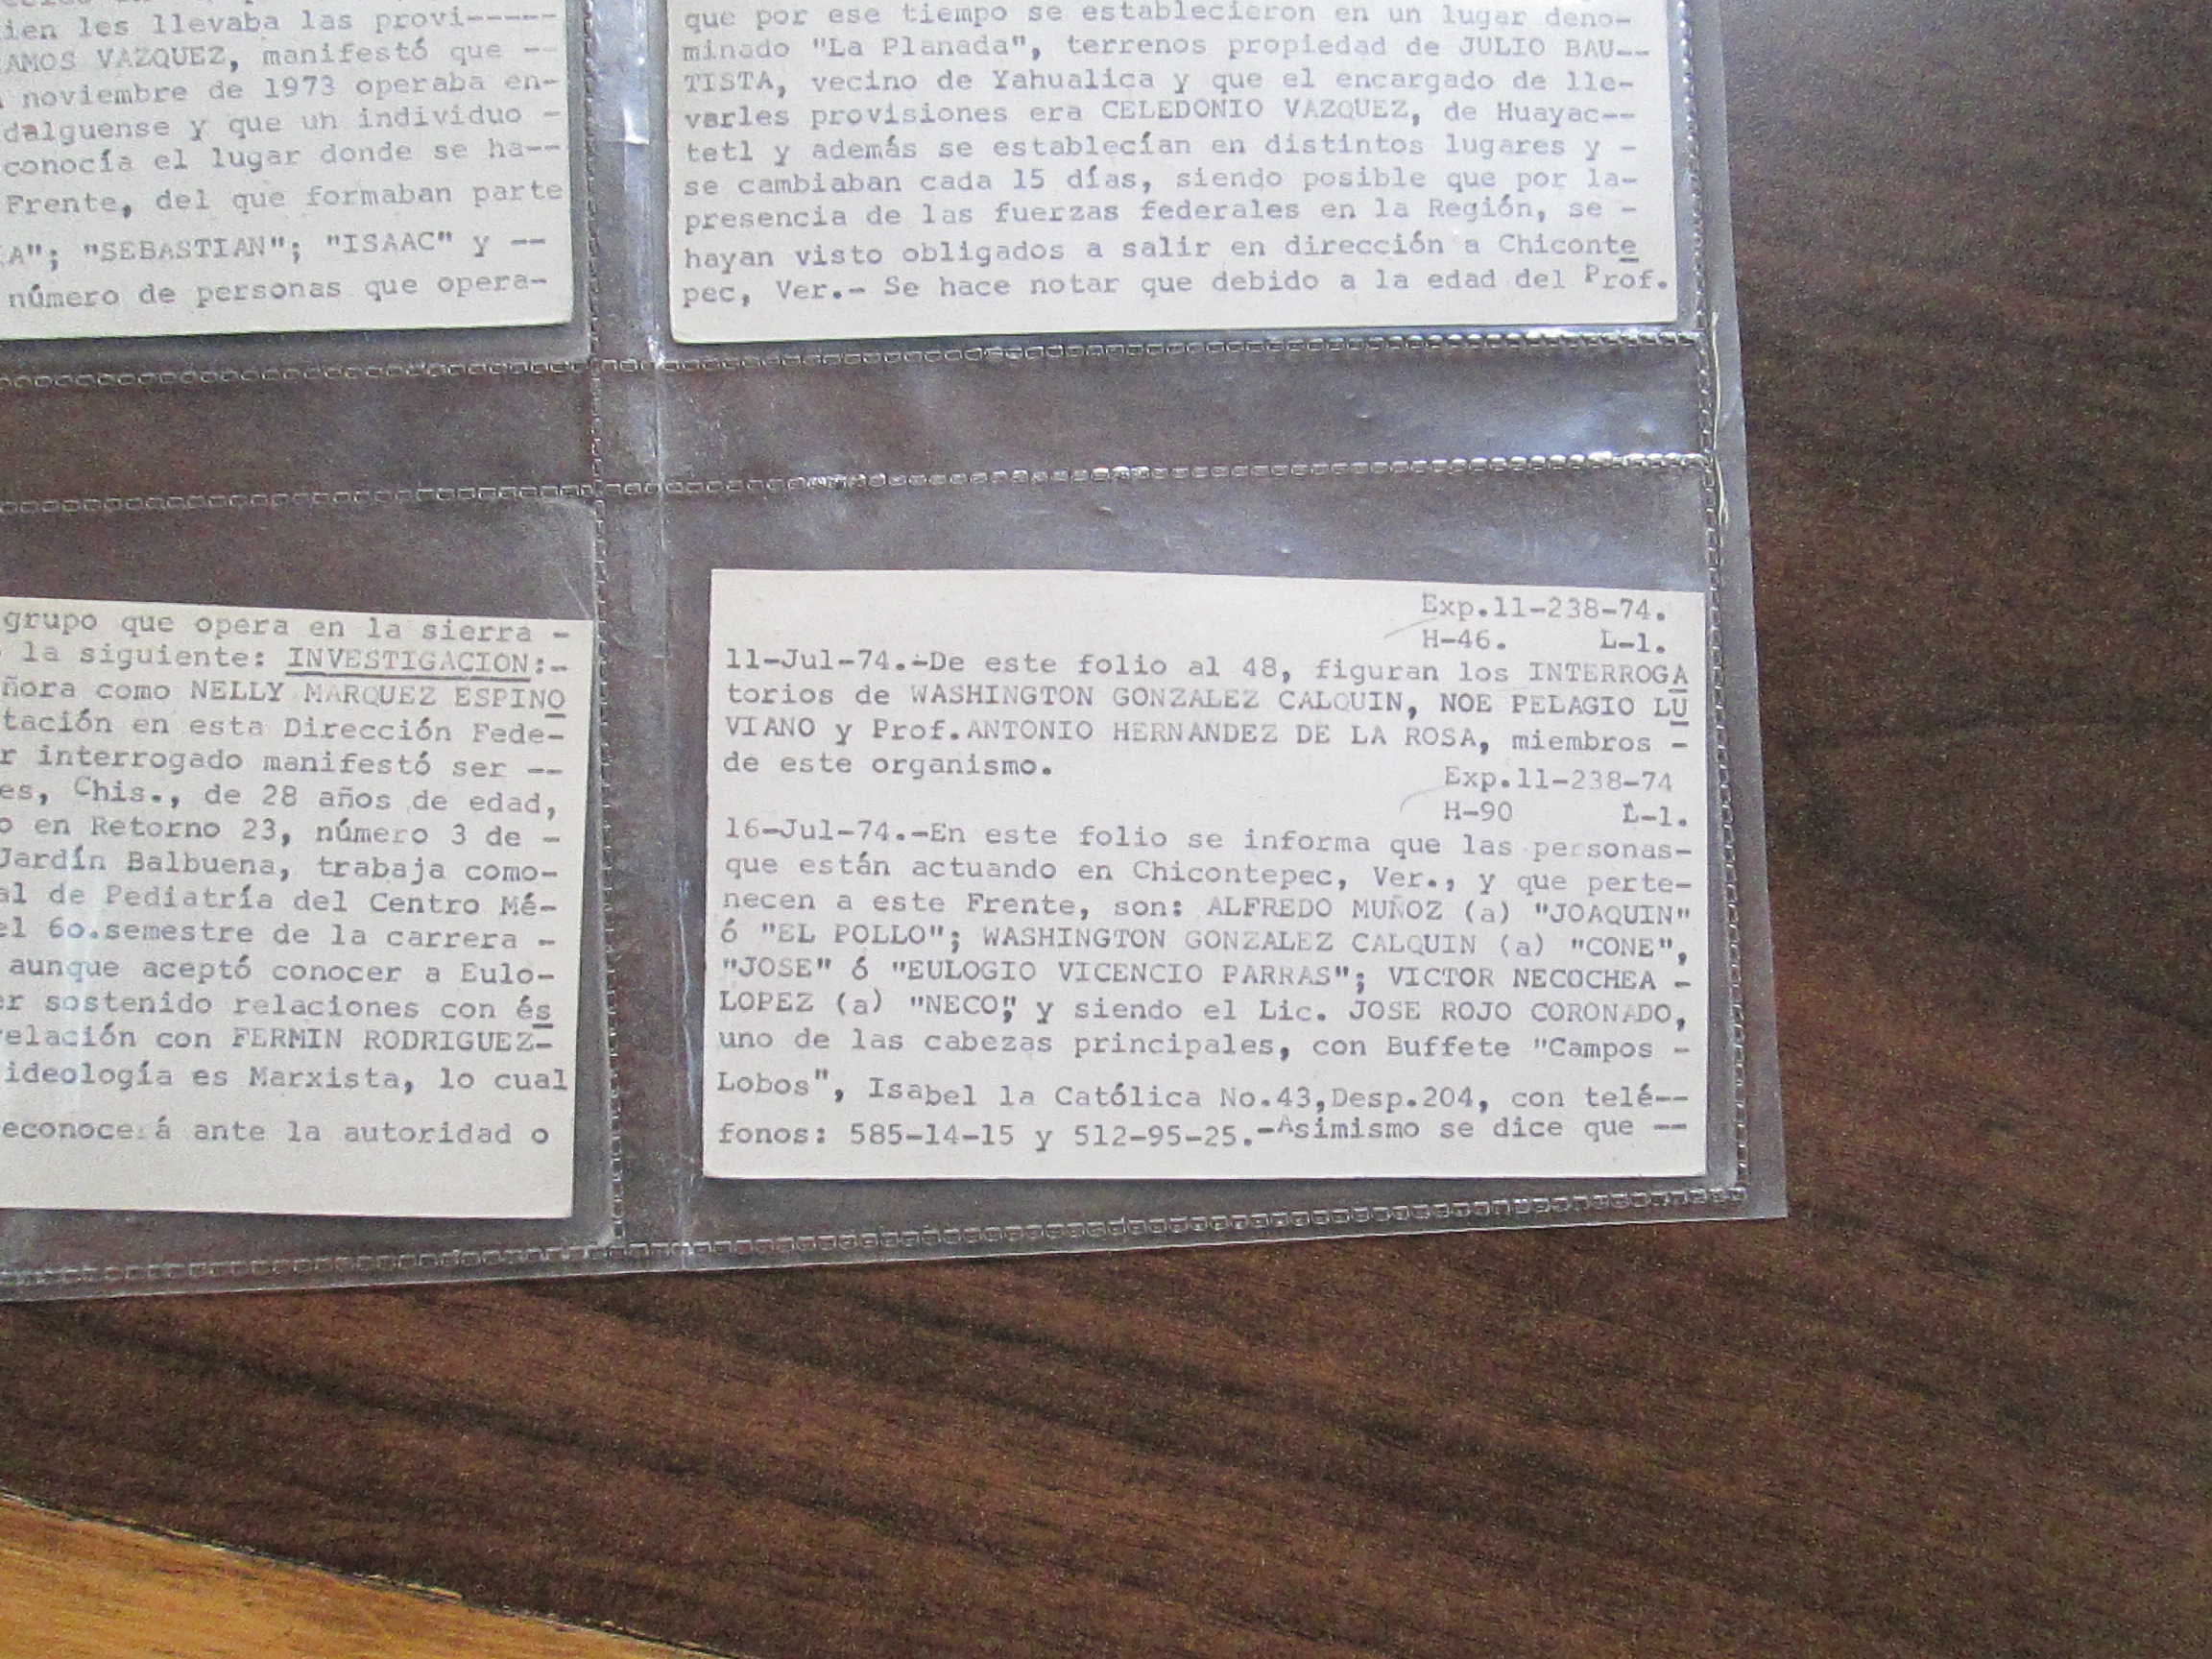 ien les llevaba las provi-----
AMOS VAZQUEZ, manifestó que --
noviembre de 1973 operaba en-
dalguense y que un individuo -
conocía el lugar donde se ha--
Frente, del que formaban parte
A"; "SEBASTIAN"; "ISAAC" y --
número de personas que opera-
que por ese tiempo se establecieron en un lugar deno-
minado "La Planada", terrenos propiedad de JULIO BAU--
TISTA, vecino de Yahualica y que el encargado de lle-
varles provisiones era CELEDONIO VAZQUEZ, de Huayac--
tetl y además se establecían en distintos lugares y -
se cambiaban cada 15 días, siendo posible que por la-
presencia de las fuerzas federales en la Región, se -
hayan visto obligados a salir en dirección a Chiconte
pec, Ver.- Se hace notar que debido a la edad del Prof.
grupo que opera en la sierra -
la siguiente: INVESTIGACION:-
ñora como NELLY MARQUEZ ESPINO
tación en esta Dirección Fede-
r interrogado manifestó ser --
es, Chis., de 28 años de edad,
o en Retorno 23, número 3 de -
Jardín Balbuena, trabaja como-
al de Pediatría del Centro Mé-
el 6o.semestre de la carrera -
aunque aceptó conocer a Eulo-
er sostenido relaciones con és
relación con FERMIN RODRIGUEZ-
ideología es Marxista, lo cual
econocerá ante la autoridad o
Exp.11-238-74.
H-46. L-1.
11-Jul-74.-De este folio al 48, figuran los INTERROGA
torios de WASHINGTON GONZALEZ CALQUIN, NOE PELAGIO LU
VIANO y Prof.ANTONIO HERNANDEZ DE LA ROSA, miembros -
de este organismo.
Exp.11-238-74
H-90 L-1.
16-Jul-74.-En este folio se informa que las personas-
que están actuando en Chicontepec, Ver., y que perte-
necen a este Frente, son: ALFREDO MUÑOZ (a) "JOAQUIN"
ó "EL POLLO"; WASHINGTON GONZALEZ CALQUIN (a) "CONE",
"JOSE" ó "EULOGIO VICENCIO PARRAS"; VICTOR NECOCHEA -
LOPEZ (a) "NECO"; y siendo el Lic. JOSE ROJO CORONADO,
uno de las cabezas principales, con Buffete "Campos -
Lobos", Isabel la Católica No.43,Desp.204, con telé--
fonos: 585-14-15 y 512-95-25.-Asimismo se dice que --